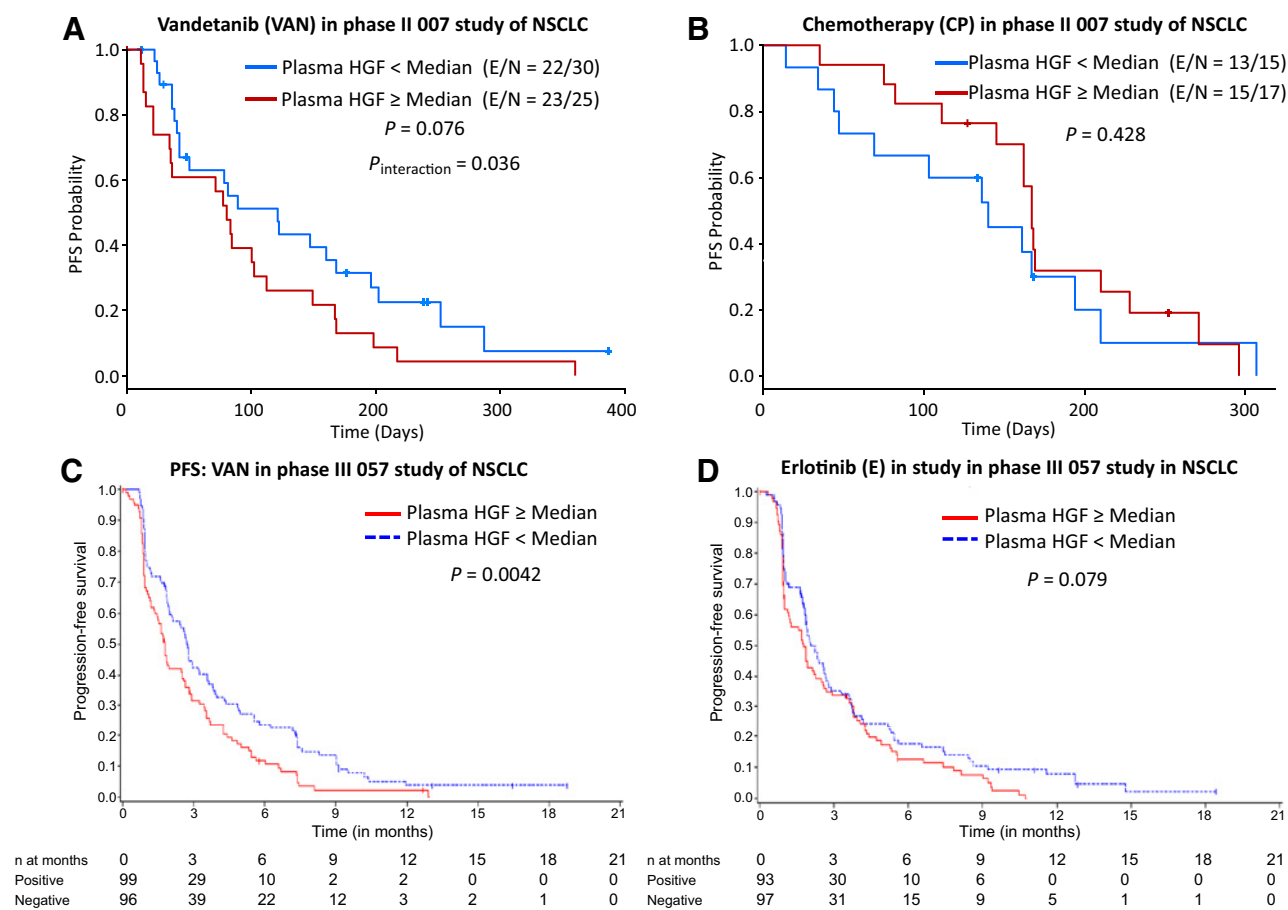 A
Vandetanib (VAN) in phase II 007 study of NSCLC
Plasma HGF < Median (E/N = 22/30)
Plasma HGF ≥ Median (E/N = 23/25)
P = 0.076
Pinteraction = 0.036
PFS Probability
1.0
0.8
0.6
0.4
0.2
0.0
0 100 200 300 400
Time (Days)
B
Chemotherapy (CP) in phase II 007 study of NSCLC
Plasma HGF < Median (E/N = 13/15)
Plasma HGF ≥ Median (E/N = 15/17)
P = 0.428
PFS Probability
1.0
0.8
0.6
0.4
0.2
0.0
0 100 200 300
Time (Days)
C
PFS: VAN in phase III 057 study of NSCLC
Plasma HGF ≥ Median
Plasma HGF < Median
P = 0.0042
Progression-free survival
1.0
0.9
0.8
0.7
0.6
0.5
0.4
0.3
0.2
0.1
0.0
0 3 6 9 12 15 18 21
Time (in months)
n at months 0 3 6 9 12 15 18 21
Positive 99 29 10 2 2 0 0 0
Negative 96 39 22 12 3 2 1 0
D
Erlotinib (E) in study in phase III 057 study in NSCLC
Plasma HGF ≥ Median
Plasma HGF < Median
P = 0.079
Progression-free survival
1.0
0.9
0.8
0.7
0.6
0.5
0.4
0.3
0.2
0.1
0.0
0 3 6 9 12 15 18 21
Time (in months)
n at months 0 3 6 9 12 15 18 21
Positive 93 30 10 6 0 0 0 0
Negative 97 31 15 9 5 1 1 0